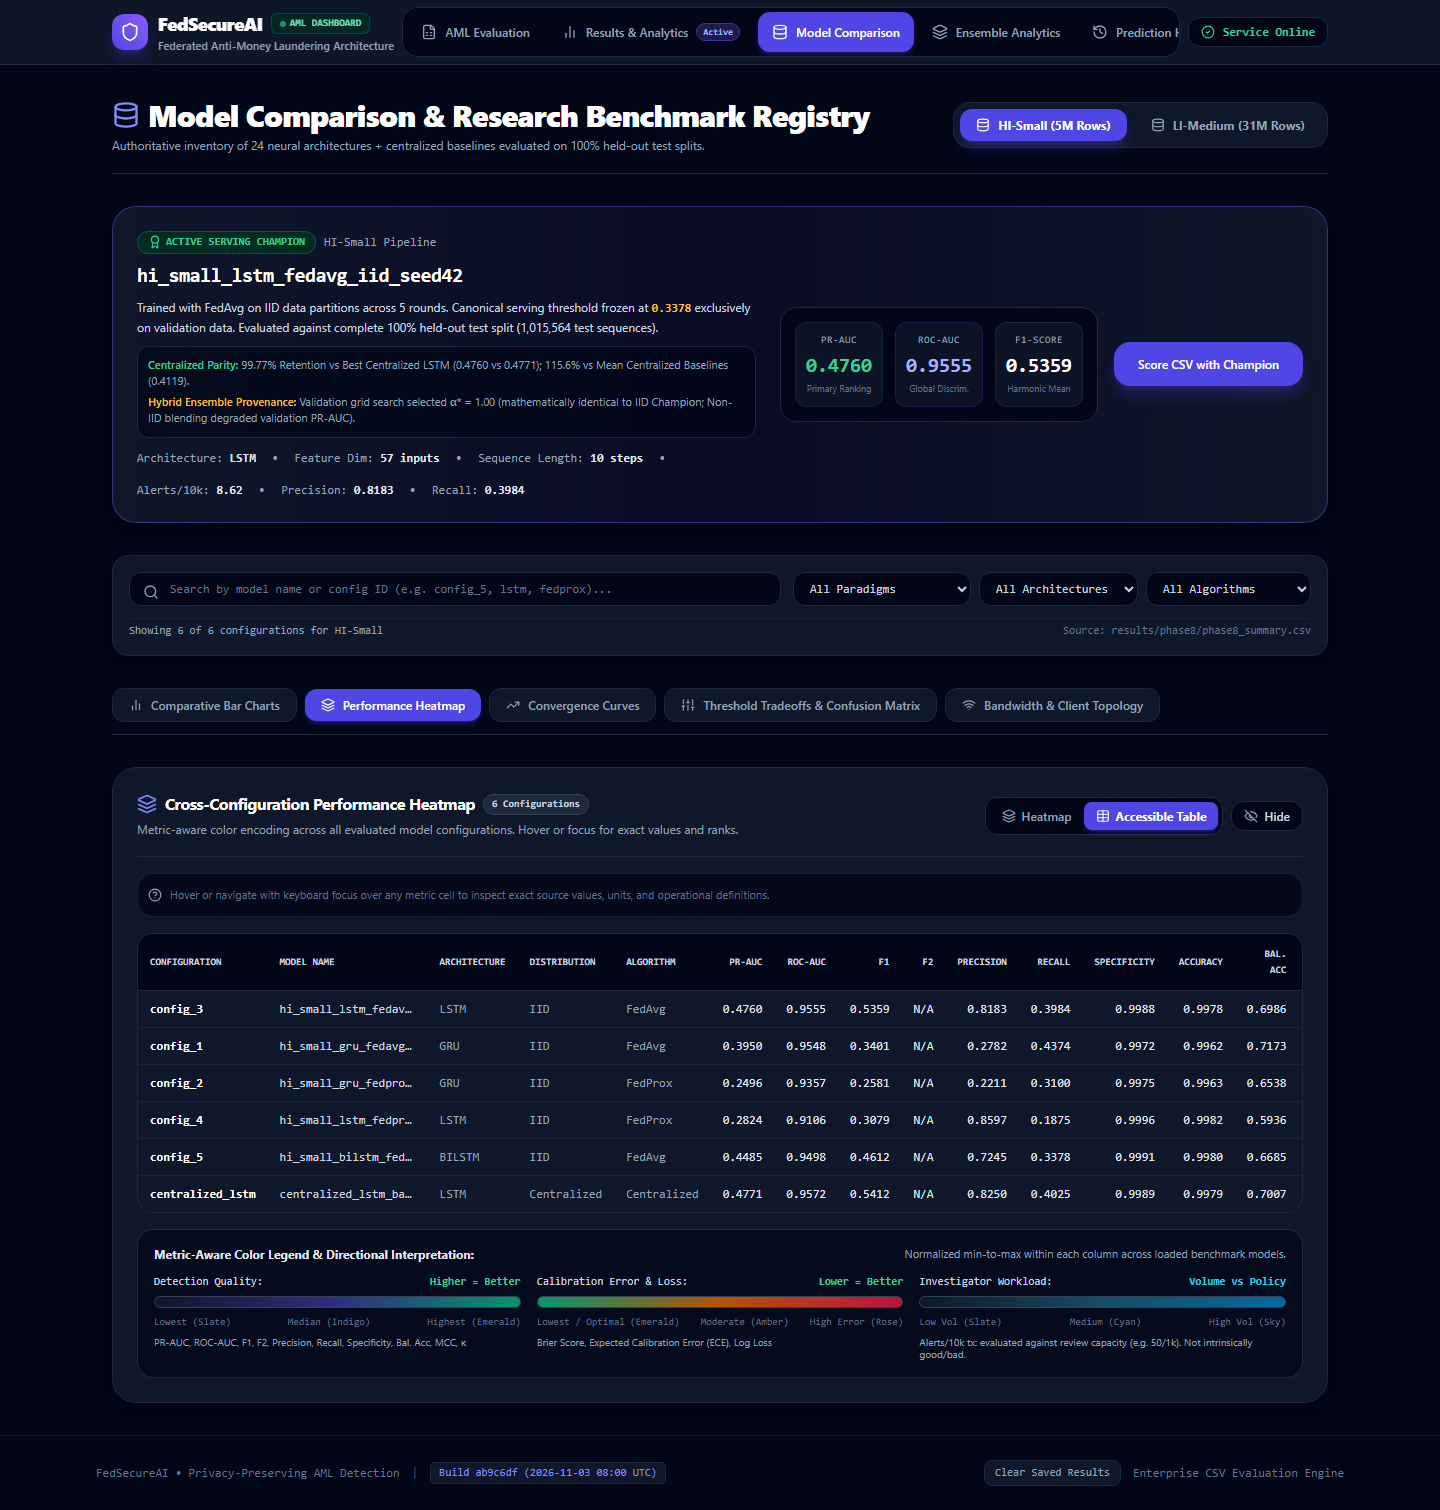 FedSecureAI
AML DASHBOARD
Federated Anti-Money Laundering Architecture
AML Evaluation
Results & Analytics
Active
Model Comparison
Ensemble Analytics
Prediction H
Service Online
Model Comparison & Research Benchmark Registry
Authoritative inventory of 24 neural architectures + centralized baselines evaluated on 100% held-out test splits.
HI-Small (5M Rows)
LI-Medium (31M Rows)
ACTIVE SERVING CHAMPION
HI-Small Pipeline
hi_small_lstm_fedavg_iid_seed42
Trained with FedAvg on IID data partitions across 5 rounds. Canonical serving threshold frozen at 0.3378 exclusively
on validation data. Evaluated against complete 100% held-out test split (1,015,564 test sequences).
Centralized Parity: 99.77% Retention vs Best Centralized LSTM (0.4760 vs 0.4771); 115.6% vs Mean Centralized Baselines
(0.4119).
Hybrid Ensemble Provenance: Validation grid search selected α* = 1.00 (mathematically identical to IID Champion; Non-
IID blending degraded validation PR-AUC).
Architecture: LSTM • Feature Dim: 57 inputs • Sequence Length: 10 steps •
Alerts/10k: 8.62 • Precision: 0.8183 • Recall: 0.3984
PR-AUC
0.4760
Primary Ranking
ROC-AUC
0.9555
Global Discrim.
F1-SCORE
0.5359
Harmonic Mean
Score CSV with Champion
Search by model name or config ID (e.g. config_5, lstm, fedprox)...
All Paradigms
All Architectures
All Algorithms
Showing 6 of 6 configurations for HI-Small
Source: results/phase8/phase8_summary.csv
Comparative Bar Charts
Performance Heatmap
Convergence Curves
Threshold Tradeoffs & Confusion Matrix
Bandwidth & Client Topology
Cross-Configuration Performance Heatmap
6 Configurations
Metric-aware color encoding across all evaluated model configurations. Hover or focus for exact values and ranks.
Heatmap
Accessible Table
Hide
Hover or navigate with keyboard focus over any metric cell to inspect exact source values, units, and operational definitions.
CONFIGURATION MODEL NAME ARCHITECTURE DISTRIBUTION ALGORITHM PR-AUC ROC-AUC F1 F2 PRECISION RECALL SPECIFICITY ACCURACY BAL. ACC
config_3 hi_small_lstm_fedav… LSTM IID FedAvg 0.4760 0.9555 0.5359 N/A 0.8183 0.3984 0.9988 0.9978 0.6986
config_1 hi_small_gru_fedavg… GRU IID FedAvg 0.3950 0.9548 0.3401 N/A 0.2782 0.4374 0.9972 0.9962 0.7173
config_2 hi_small_gru_fedpro… GRU IID FedProx 0.2496 0.9357 0.2581 N/A 0.2211 0.3100 0.9975 0.9963 0.6538
config_4 hi_small_lstm_fedpr… LSTM IID FedProx 0.2824 0.9106 0.3079 N/A 0.8597 0.1875 0.9996 0.9982 0.5936
config_5 hi_small_bilstm_fed… BILSTM IID FedAvg 0.4485 0.9498 0.4612 N/A 0.7245 0.3378 0.9991 0.9980 0.6685
centralized_lstm centralized_lstm_ba… LSTM Centralized Centralized 0.4771 0.9572 0.5412 N/A 0.8250 0.4025 0.9989 0.9979 0.7007
Metric-Aware Color Legend & Directional Interpretation:
Normalized min-to-max within each column across loaded benchmark models.
Detection Quality: Higher = Better
Lowest (Slate) Median (Indigo) Highest (Emerald)
PR-AUC, ROC-AUC, F1, F2, Precision, Recall, Specificity, Bal. Acc, MCC, κ
Calibration Error & Loss: Lower = Better
Lowest / Optimal (Emerald) Moderate (Amber) High Error (Rose)
Brier Score, Expected Calibration Error (ECE), Log Loss
Investigator Workload: Volume vs Policy
Low Vol (Slate) Medium (Cyan) High Vol (Sky)
Alerts/10k tx: evaluated against review capacity (e.g. 50/1k). Not intrinsically
good/bad.
FedSecureAI • Privacy-Preserving AML Detection |
Build ab9c6df (2026-11-03 08:00 UTC)
Clear Saved Results
Enterprise CSV Evaluation Engine